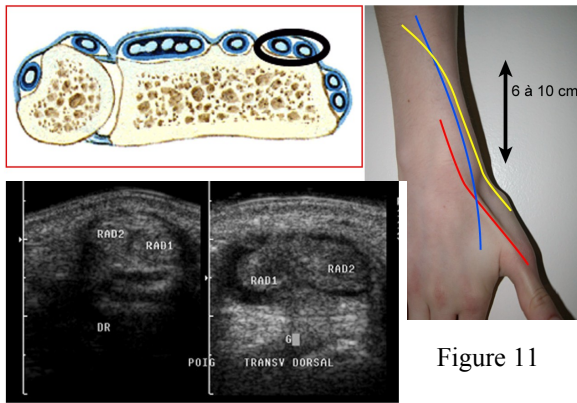 6 à 10 cm
RAD2
RAD1
DR
RAD1
RAD2
G
POIG TRANSV DORSAL
Figure 11